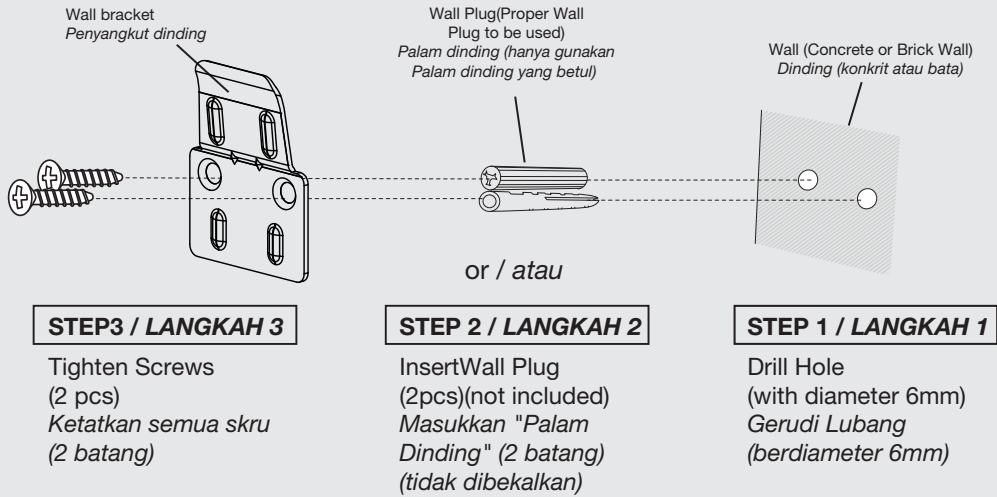 Wall bracket
Penyangkut dinding
Wall Plug(Proper Wall
Plug to be used)
Palam dinding (hanya gunakan
Palam dinding yang betul)
Wall (Concrete or Brick Wall)
Dinding (konkrit atau bata)
or / atau
STEP3 / LANGKAH 3
Tighten Screws
(2 pcs)
Ketatkan semua skru
(2 batang)
STEP 2 / LANGKAH 2
InsertWall Plug
(2pcs)(not included)
Masukkan "Palam
Dinding" (2 batang)
(tidak dibekalkan)
STEP 1 / LANGKAH 1
Drill Hole
(with diameter 6mm)
Gerudi Lubang
(berdiameter 6mm)